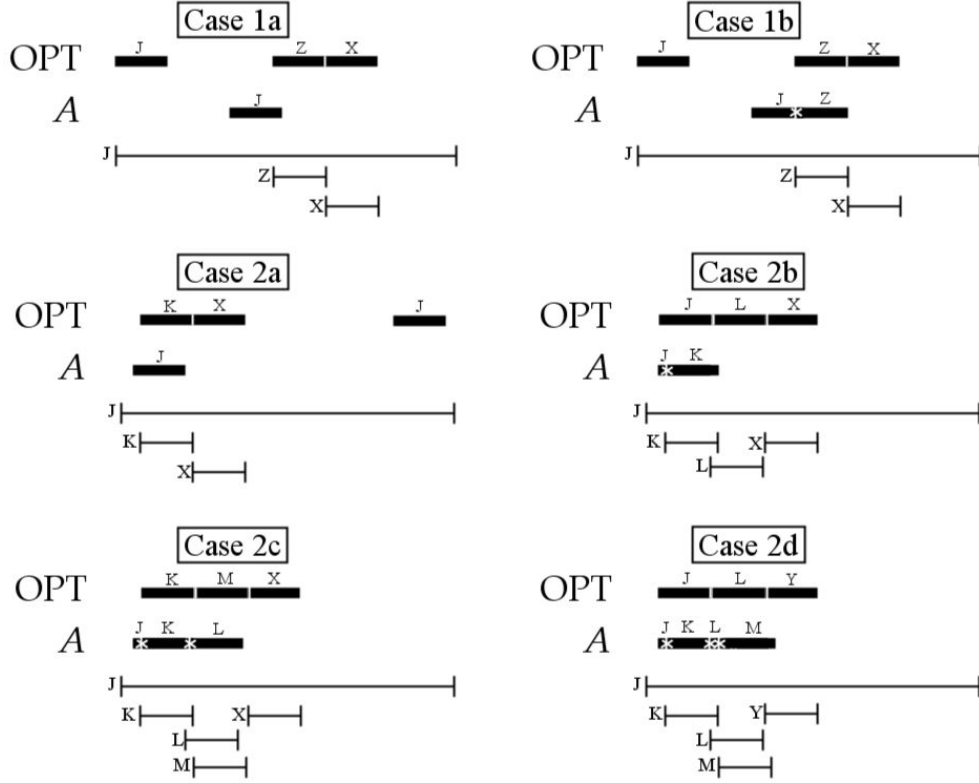 Case 1a
J Z X
OPT
J
A
J
Z
X
Case 1b
J Z X
OPT
J * Z
A
J
Z
X
Case 2a
K X J
OPT
J
A
J
K
X
Case 2b
J L X
OPT
J K
*
A
J
K X
L
Case 2c
K M X
OPT
J K L
* *
A
J
K X
L
M
Case 2d
J L Y
OPT
J K L M
* **
A
J
K Y
L
M